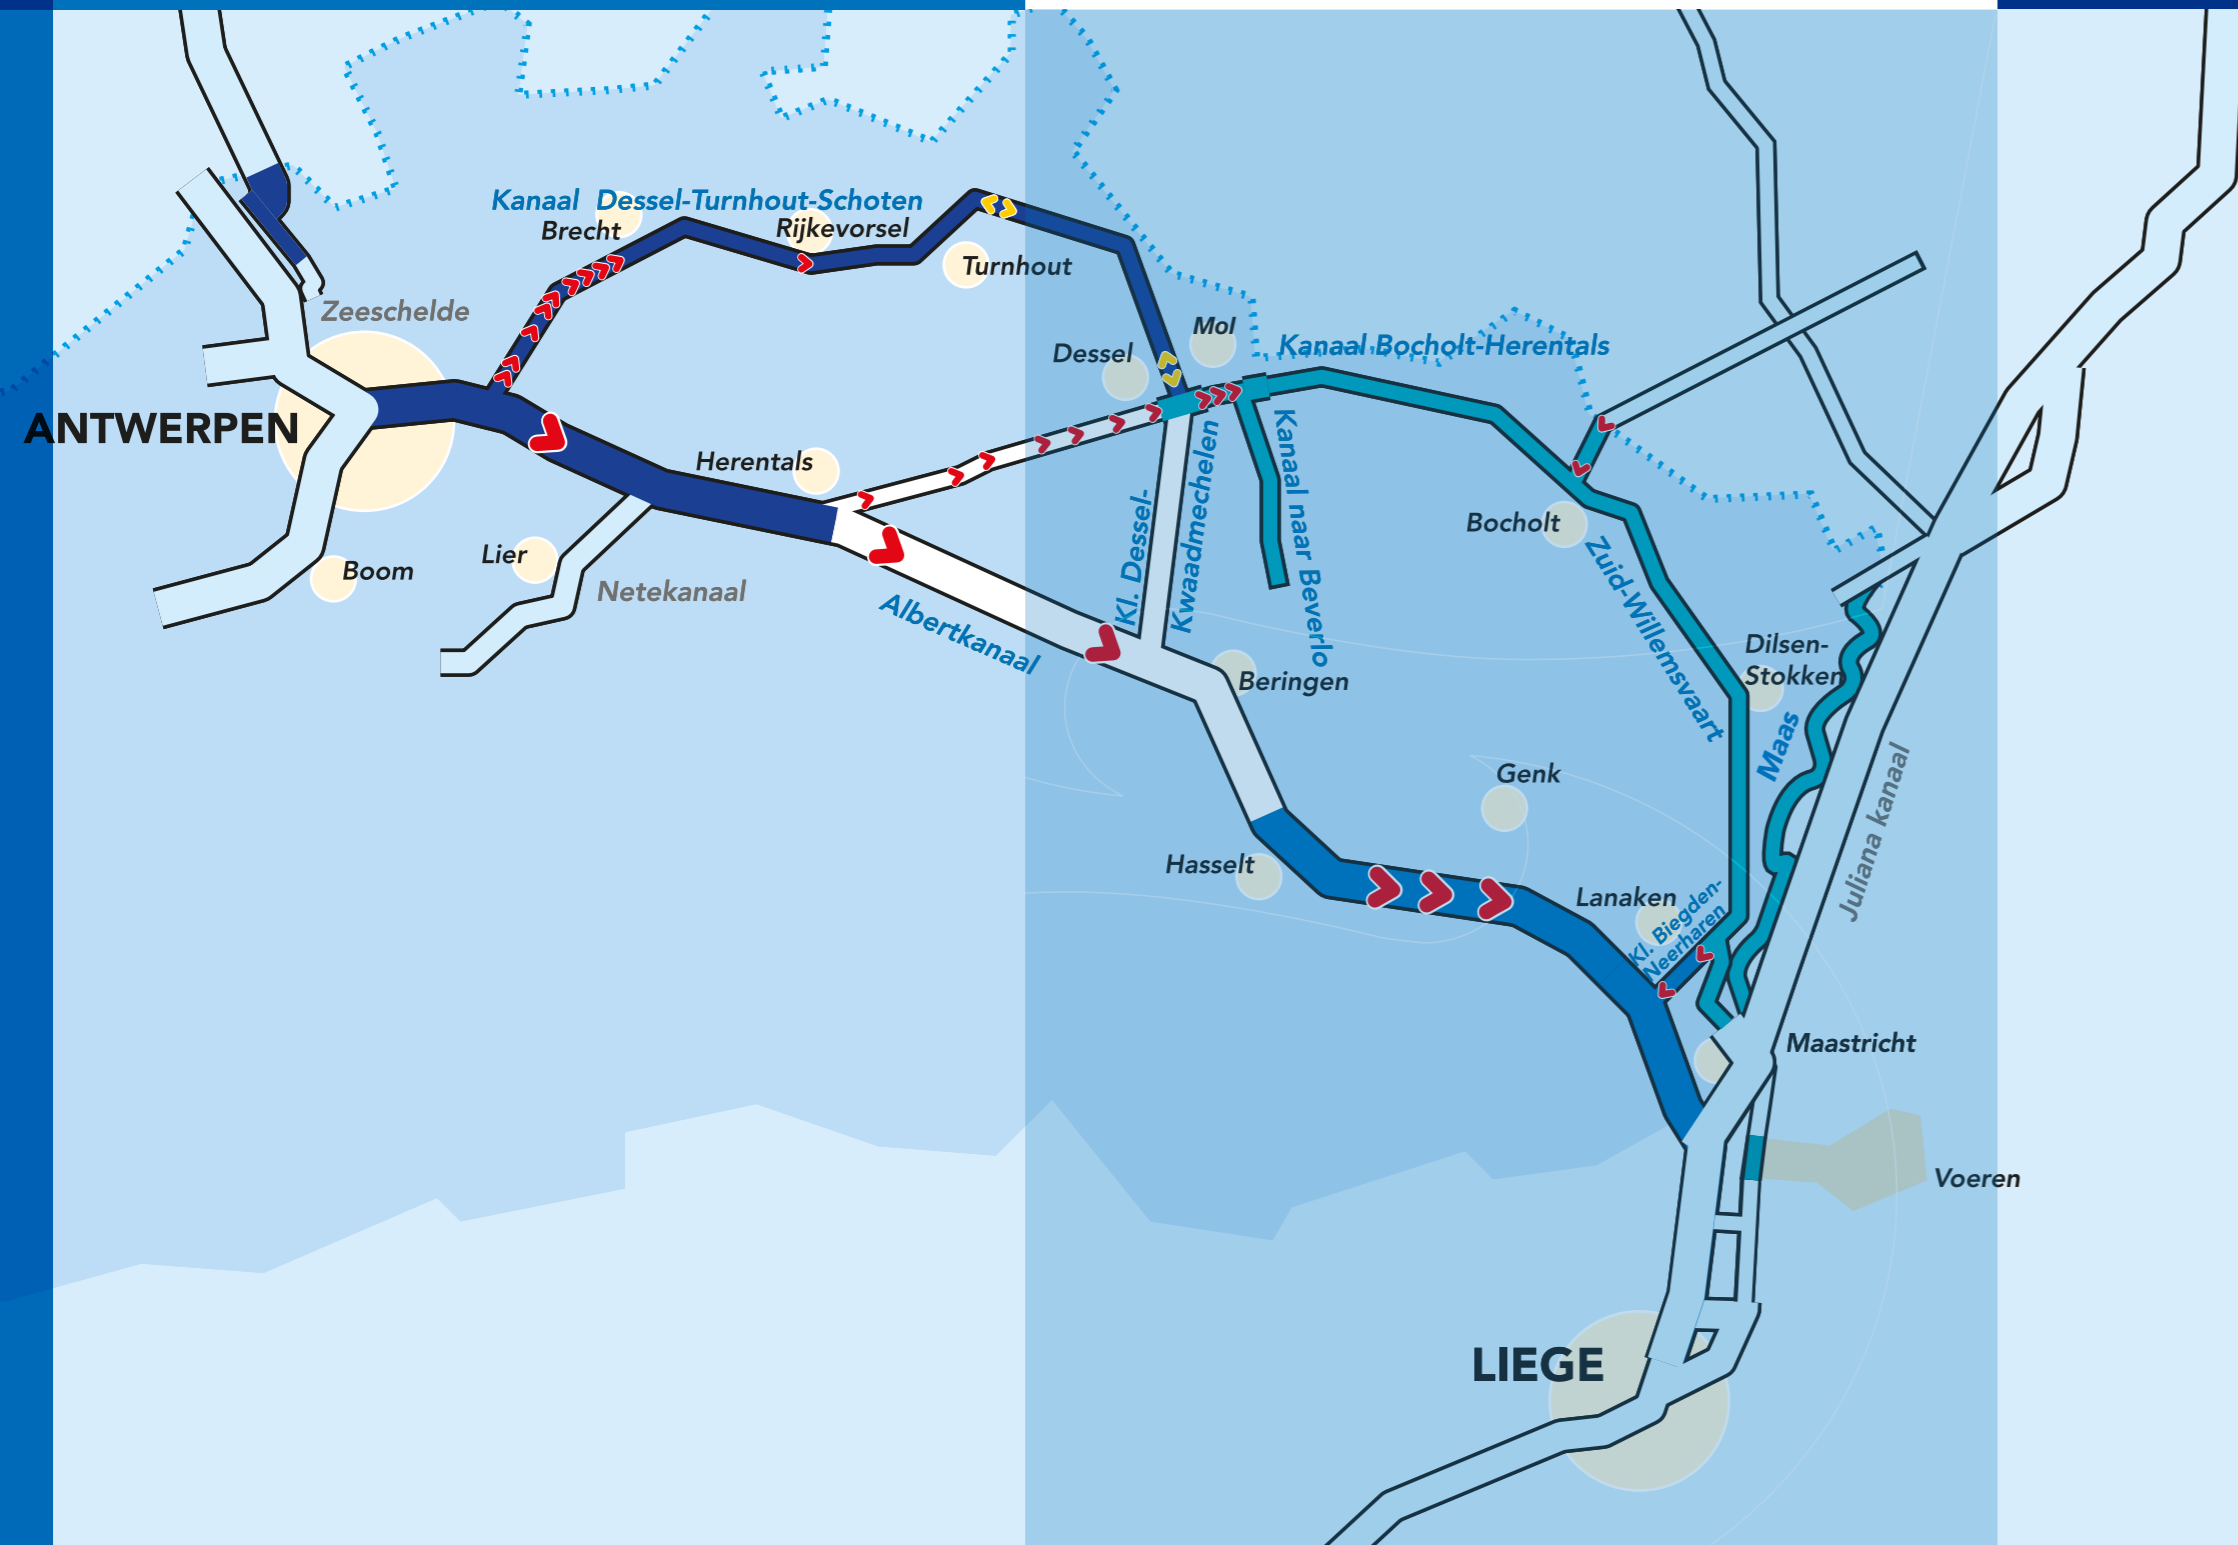 Kanaal Dessel-Turnhout-Schoten
Brecht
Rijkevorsel
Turnhout
Zeeschelde
Mol
Dessel
Kanaal Bocholt-Herentals
ANTWERPEN
Herentals
Kl. Dessel-
Kwaadmechelen
Kanaal naar Beverlo
Bocholt
Lier
Boom
Netekanaal
Albertkanaal
Zuid-Willemsvaart
Dilsen-
Stokken
Beringen
Maas
Genk
Juliana kanaal
Hasselt
Lanaken
Kl. Biegden-
Neerharen
Maastricht
Voeren
LIEGE